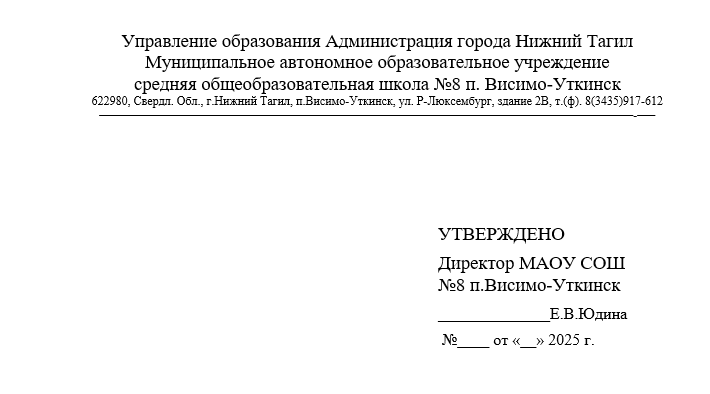 Управление образования Администрация города Нижний Тагил
Муниципальное автономное образовательное учреждение
средняя общеобразовательная школа №8 п. Висимо-Уткинск
622980, Свердл. Обл., г.Нижний Тагил, п.Висимо-Уткинск, ул. Р-Люксембург, здание 2В, т.(ф). 8(3435)917-612
УТВЕРЖДЕНО
Директор МАОУ СОШ
№8 п.Висимо-Уткинск
______________Е.В.Юдина
№____ от «__» 2025 г.